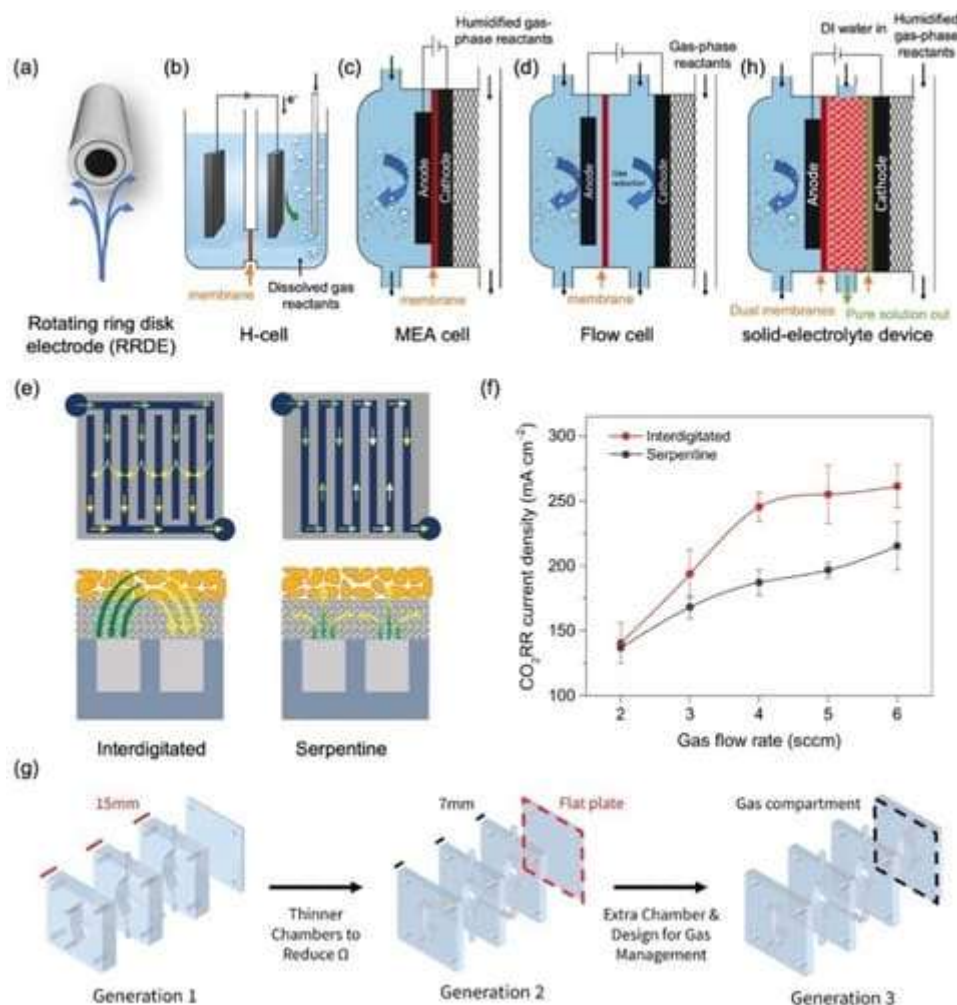 (a)
Rotating ring disk
electrode (RRDE)
(b)
e⁻
membrane
Dissolved gas
reactants
H-cell
Humidified gas-
phase reactants
(c)
Anode
Cathode
membrane
MEA cell
(d)
Gas-phase
reactants
Anode
Gas
Cathode
membrane
Flow cell
(h)
DI water in
Humidified
gas-phase
reactants
Anode
Cathode
Dual membranes
Pure solution out
solid-electrolyte device
(e)
Interdigitated
Serpentine
(f)
CO₂RR current density (mA cm⁻²)
300
250
200
150
100
Interdigitated
Serpentine
2 3 4 5 6
Gas flow rate (sccm)
(g)
15mm
Generation 1
Thinner
Chambers to
Reduce Ω
7mm
Flat plate
Generation 2
Extra Chamber &
Design for Gas
Management
Gas compartment
Generation 3